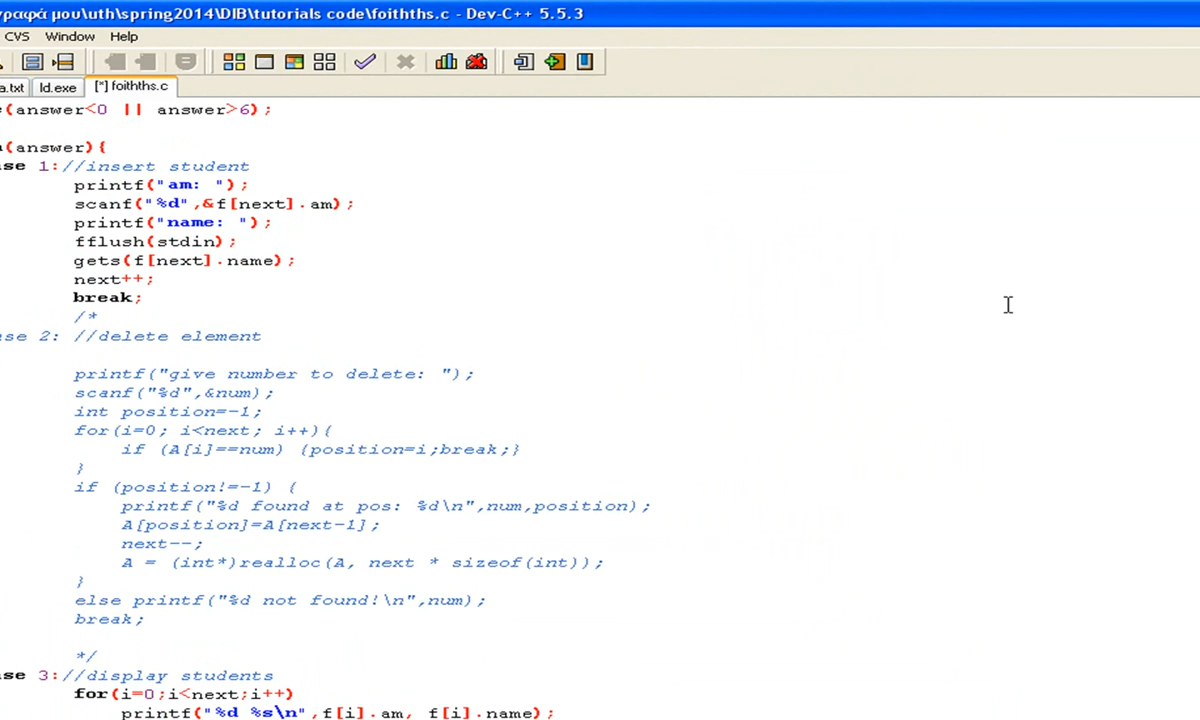 γραφά μου\uth\spring2014\DIB\tutorials code\foithths.c - Dev-C++ 5.5.3
CVS Window Help
a.txt ld.exe [*] foithths.c
(answer<0 || answer>6);
(answer){
se 1://insert student
printf("am: ");
scanf("%d",&f[next].am);
printf("name: ");
fflush(stdin);
gets(f[next].name);
next++;
break;
/*
se 2: //delete element
printf("give number to delete: ");
scanf("%d",&num);
int position=-1;
for(i=0; i<next; i++){
if (A[i]==num) {position=i;break;}
}
if (position!=-1) {
printf("%d found at pos: %d\n",num,position);
A[position]=A[next-1];
next--;
A = (int*)realloc(A, next * sizeof(int));
}
else printf("%d not found!\n",num);
break;
*/
se 3://display students
for(i=0;i<next;i++)
printf("%d %s\n",f[i].am, f[i].name);